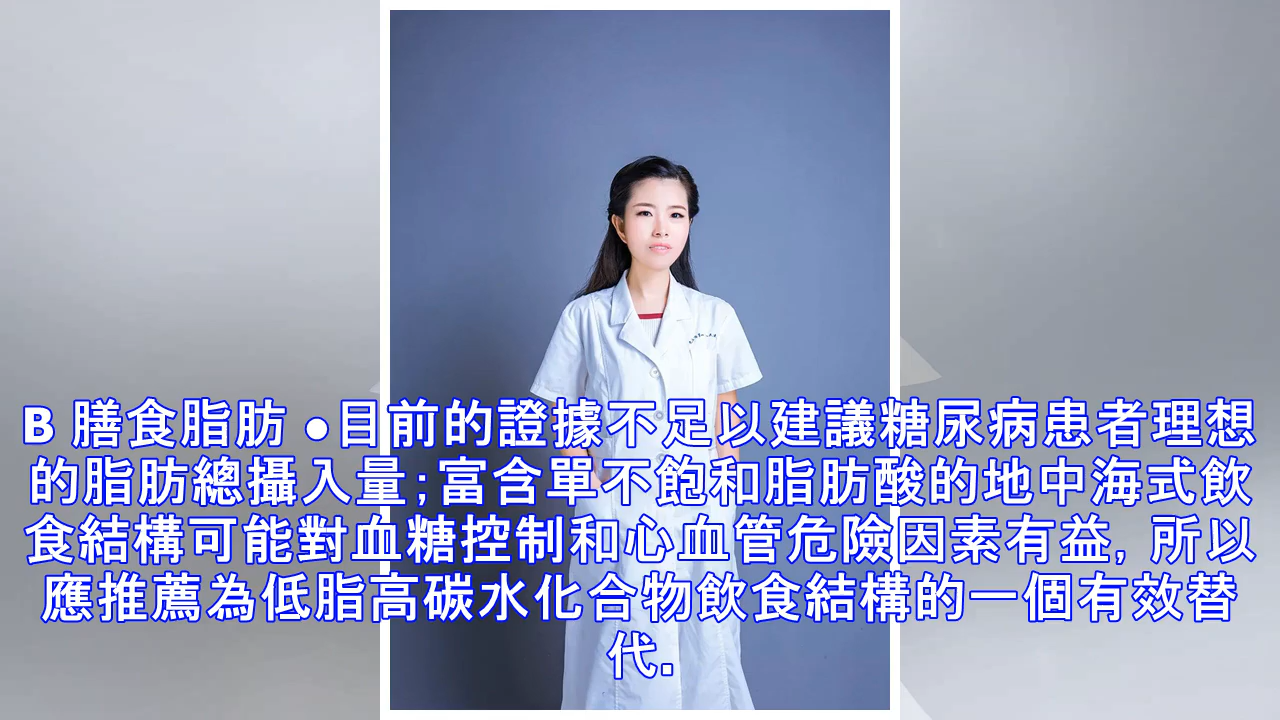 B 膳食脂肪 ●目前的證據不足以建議糖尿病患者理想
的脂肪總攝入量;富含單不飽和脂肪酸的地中海式飲
食結構可能對血糖控制和心血管危險因素有益, 所以
應推薦為低脂高碳水化合物飲食結構的一個有效替
代.